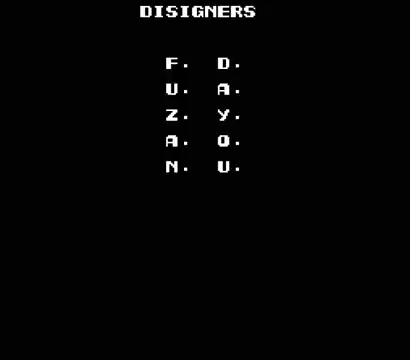 DISIGNERS
F. D.
U. A.
Z. Y.
A. O.
N. U.